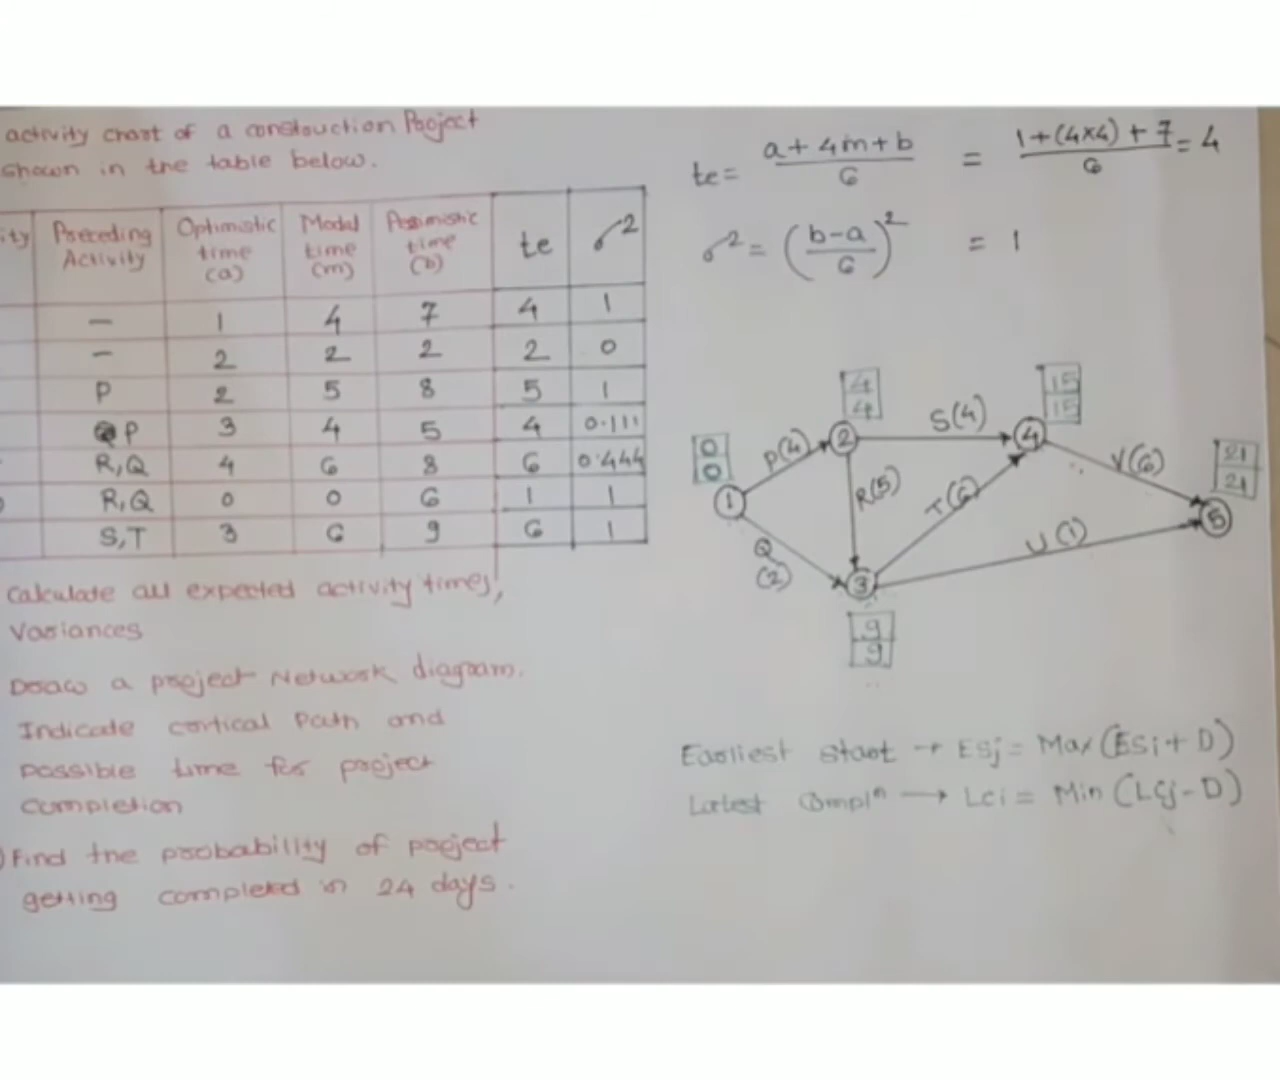 activity chart of a construction Project
shown in the table below.
ity Preceding Activity Optimistic time (a) Modal time (m) Pessimistic time (b) te σ²
— 1 4 7 4 1
— 2 2 2 2 0
P 2 5 8 5 1
P 3 4 5 4 0.111
R,Q 4 6 8 6 0.444
R,Q 0 0 6 1 1
S,T 3 6 9 6 1
calculate all expected activity times,
variances
Draw a project Network diagram.
Indicate cortical path and
possible time for project
completion
) Find the probability of project
getting completed in 24 days.
te = a + 4m + b / 6 = 1 + (4×4) + 7 / 6 = 4
σ² = (b-a / 6)² = 1
4
4
15
15
0
0
21
21
1
P(4)
2
S(4)
4
V(6)
R(5)
T(6)
Q
(2)
3
U(1)
5
9
9
Earliest start → ESj = Max (ESi + D)
Latest Compln → Lci = Min (LCj - D)